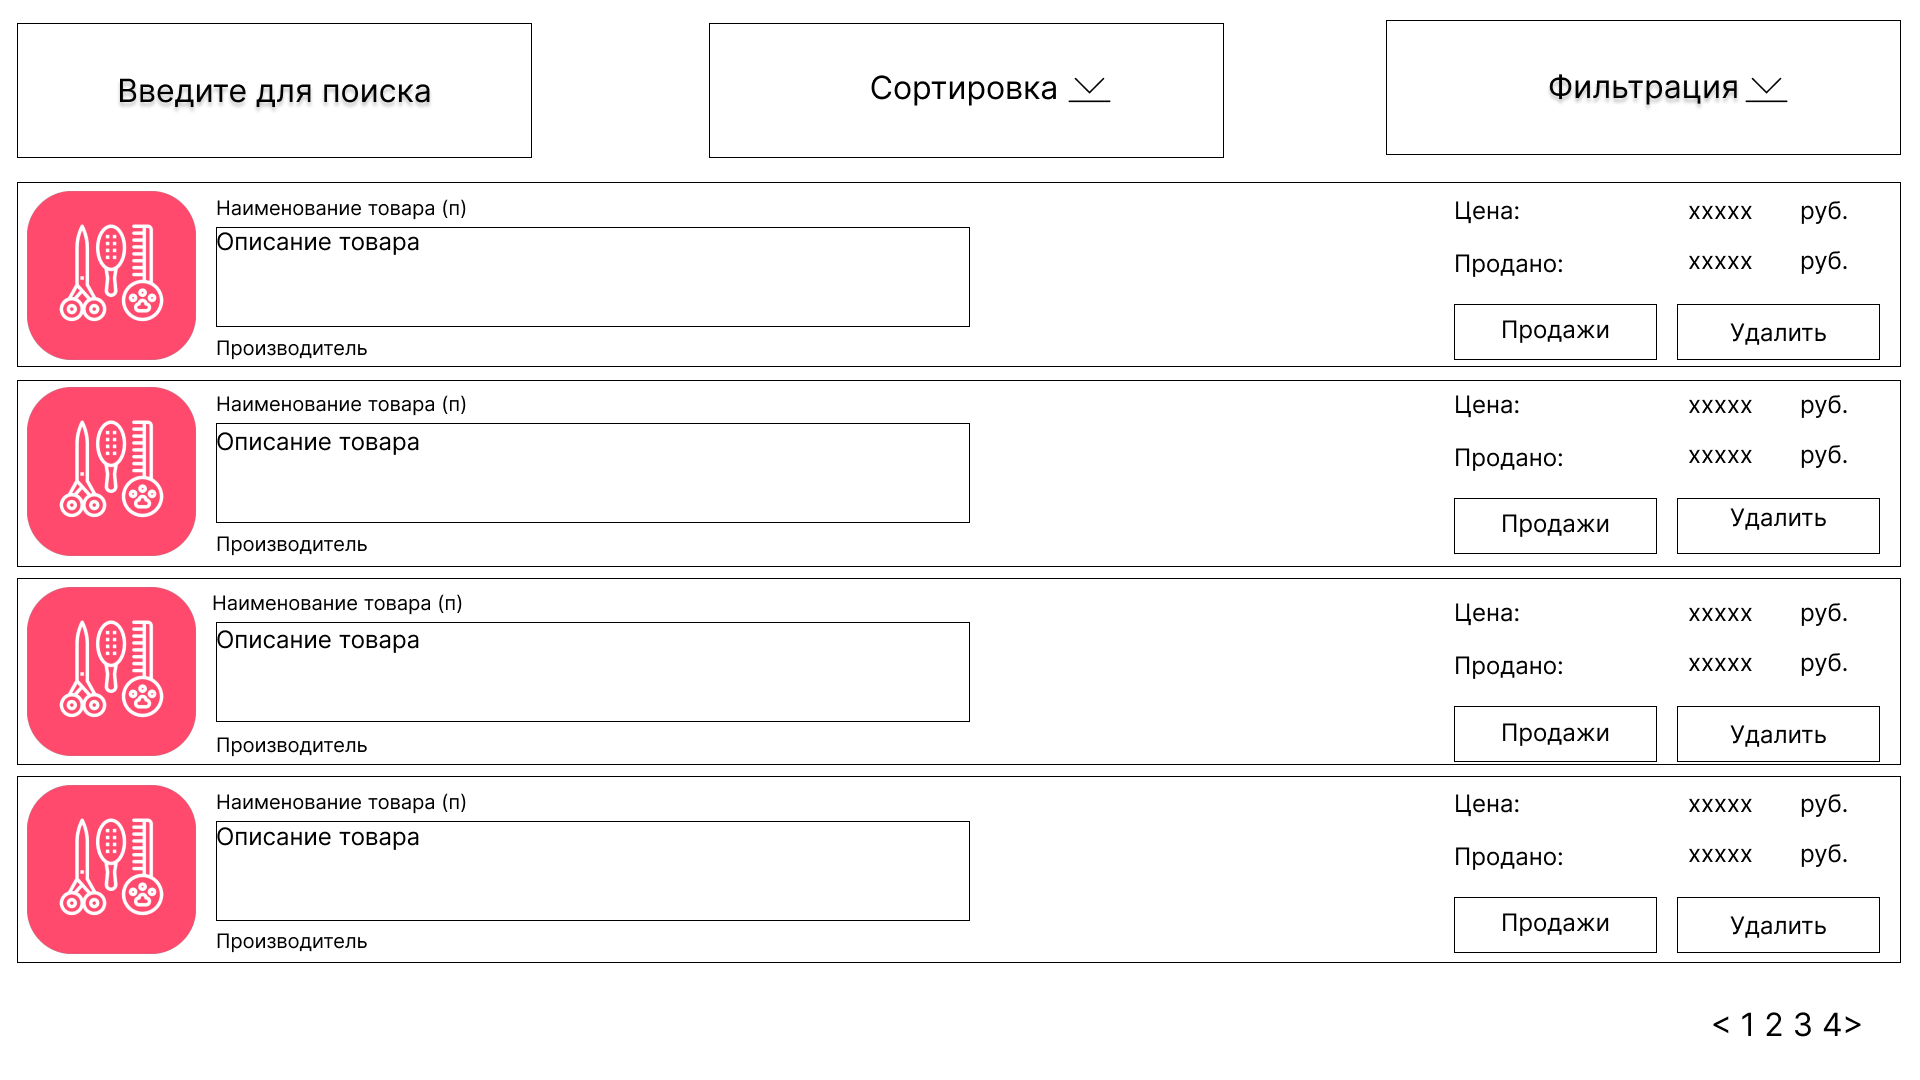 Введите для поиска
Сортировка
Фильтрация
Наименование товара (п)
Описание товара
Производитель
Цена: xxxxx руб.
Продано: xxxxx руб.
Продажи Удалить
Наименование товара (п)
Описание товара
Производитель
Цена: xxxxx руб.
Продано: xxxxx руб.
Продажи Удалить
Наименование товара (п)
Описание товара
Производитель
Цена: xxxxx руб.
Продано: xxxxx руб.
Продажи Удалить
Наименование товара (п)
Описание товара
Производитель
Цена: xxxxx руб.
Продано: xxxxx руб.
Продажи Удалить
< 1 2 3 4>